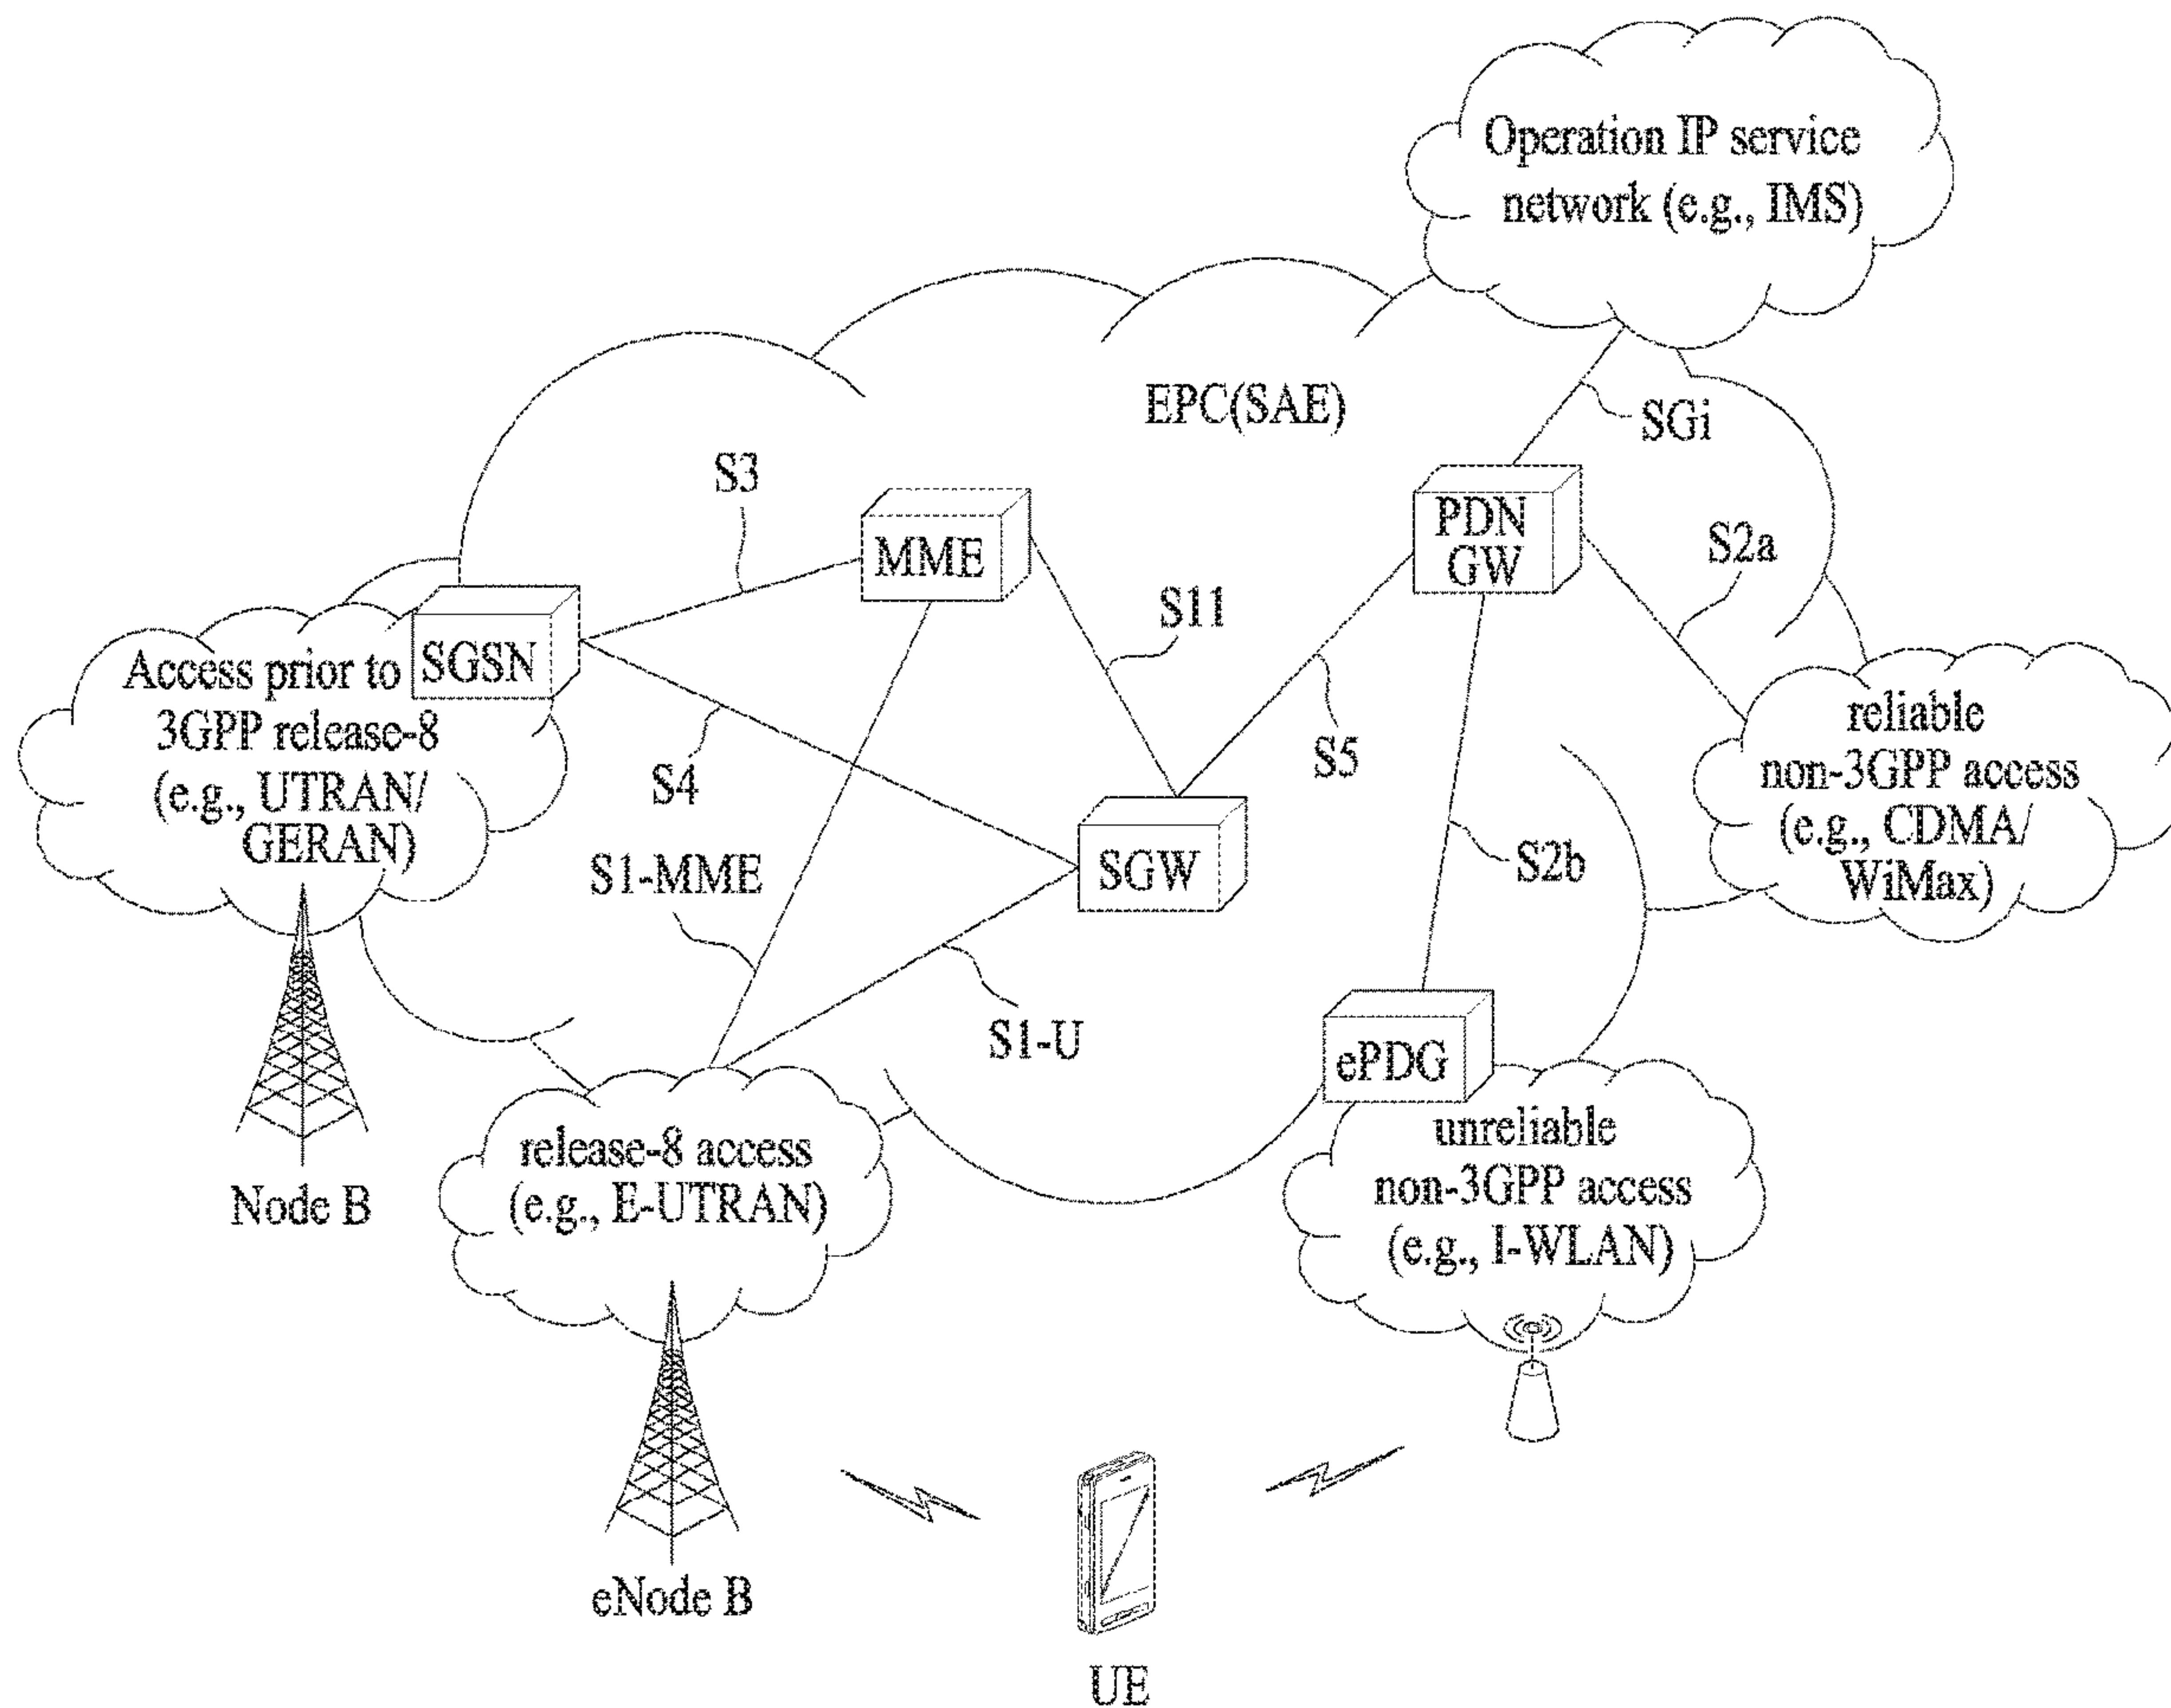 Operation IP service
network (e.g., IMS)
EPC(SAE)
SGi
S3
MME
PDN
GW
S2a
S11
SGSN
Access prior to
3GPP release-8
(e.g., UTRAN/
GERAN)
S4
S5
reliable
non-3GPP access
(e.g., CDMA/
WiMax)
S1-MME
SGW
S2b
S1-U
ePDG
Node B
release-8 access
(e.g., E-UTRAN)
unreliable
non-3GPP access
(e.g., I-WLAN)
eNode B
UE